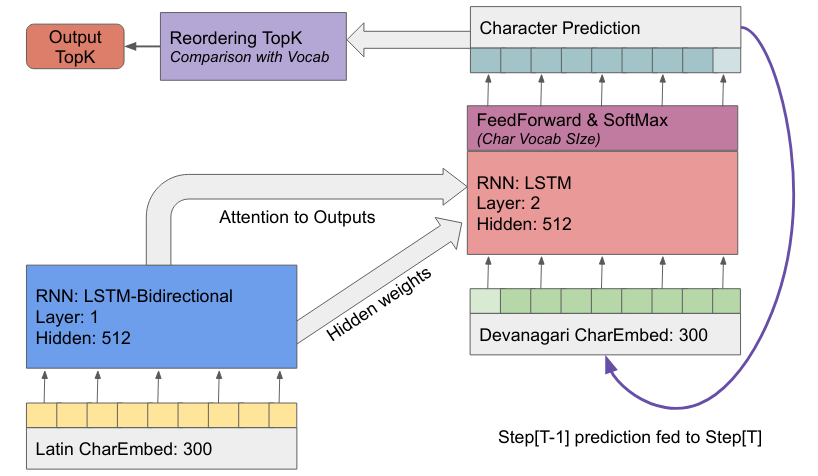 Output
TopK
Reordering TopK
Comparison with Vocab
Character Prediction
FeedForward & SoftMax
(Char Vocab SIze)
RNN: LSTM
Layer: 2
Hidden: 512
Attention to Outputs
Hidden weights
RNN: LSTM-Bidirectional
Layer: 1
Hidden: 512
Devanagari CharEmbed: 300
Latin CharEmbed: 300
Step[T-1] prediction fed to Step[T]